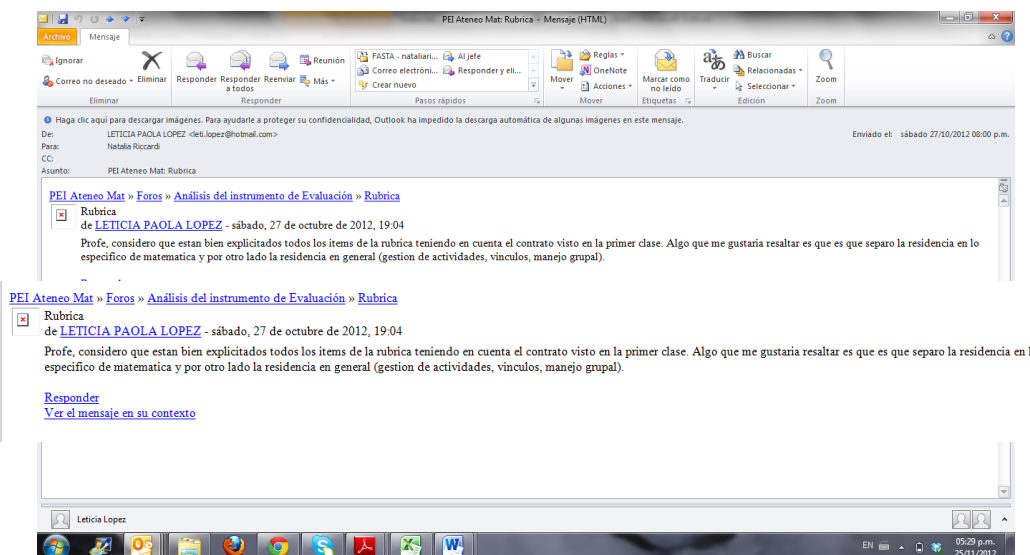 PEI Ateneo Mat: Rubrica - Mensaje (HTML)
Archivo Mensaje
Ignorar
Correo no deseado
Eliminar
Responder
Responder a todos
Reenviar
Reunión
Más
FASTA - nataliari...
Correo electróni...
Crear nuevo
Al jefe
Responder y eli...
Mover
Reglas
OneNote
Acciones
Marcar como no leído
Traducir
Buscar
Relacionadas
Seleccionar
Zoom
Eliminar Responder Pasos rápidos Mover Etiquetas Edición Zoom
Haga clic aquí para descargar imágenes. Para ayudarle a proteger su confidencialidad, Outlook ha impedido la descarga automática de algunas imágenes en este mensaje.
De: LETICIA PAOLA LOPEZ <leti.lopez@hotmail.com> Enviado el: sábado 27/10/2012 08:00 p.m.
Para: Natalia Riccardi
CC:
Asunto: PEI Ateneo Mat: Rubrica
PEI Ateneo Mat » Foros » Análisis del instrumento de Evaluación » Rubrica
Rubrica
de LETICIA PAOLA LOPEZ - sábado, 27 de octubre de 2012, 19:04
Profe, considero que estan bien explicitados todos los items de la rubrica teniendo en cuenta el contrato visto en la primer clase. Algo que me gustaria resaltar es que es que separo la residencia en lo
especifico de matematica y por otro lado la residencia en general (gestion de actividades, vinculos, manejo grupal).
PEI Ateneo Mat » Foros » Análisis del instrumento de Evaluación » Rubrica
Rubrica
de LETICIA PAOLA LOPEZ - sábado, 27 de octubre de 2012, 19:04
Profe, considero que estan bien explicitados todos los items de la rubrica teniendo en cuenta el contrato visto en la primer clase. Algo que me gustaria resaltar es que es que separo la residencia en
especifico de matematica y por otro lado la residencia en general (gestion de actividades, vinculos, manejo grupal).
Responder
Ver el mensaje en su contexto
Leticia Lopez
EN 05:29 p.m.
25/11/2012